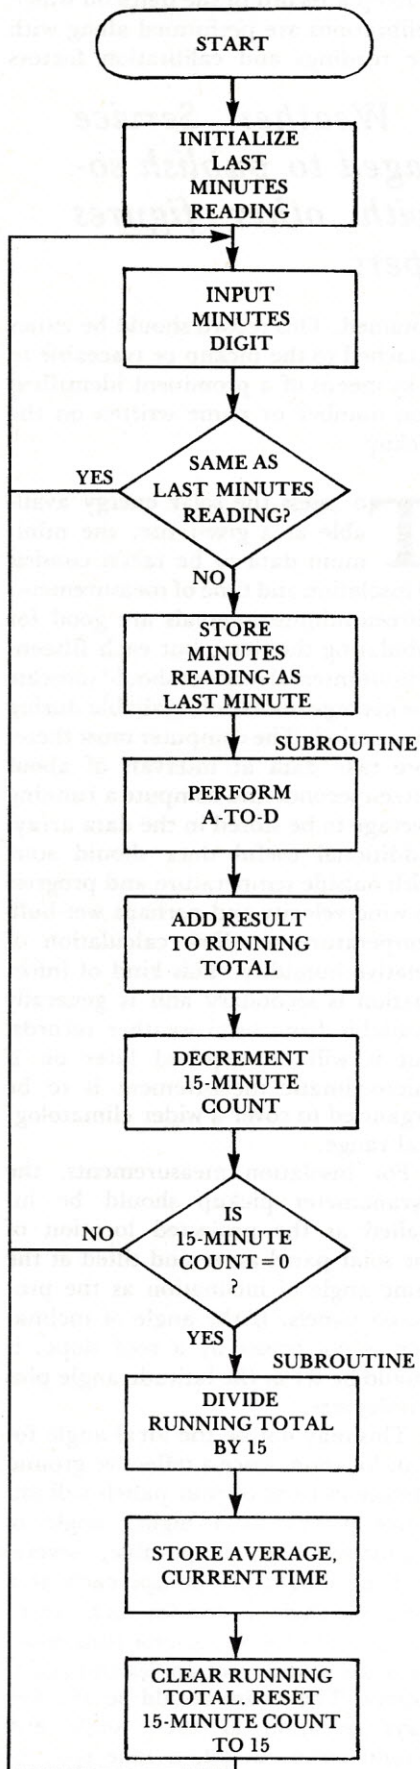 START
INITIALIZE
LAST
MINUTES
READING
INPUT
MINUTES
DIGIT
YES
SAME AS
LAST MINUTES
READING?
NO
STORE
MINUTES
READING AS
LAST MINUTE
SUBROUTINE
PERFORM
A-TO-D
ADD RESULT
TO RUNNING
TOTAL
DECREMENT
15-MINUTE
COUNT
NO
IS
15-MINUTE
COUNT = 0
?
YES
SUBROUTINE
DIVIDE
RUNNING TOTAL
BY 15
STORE AVERAGE,
CURRENT TIME
CLEAR RUNNING
TOTAL. RESET
15-MINUTE COUNT
TO 15